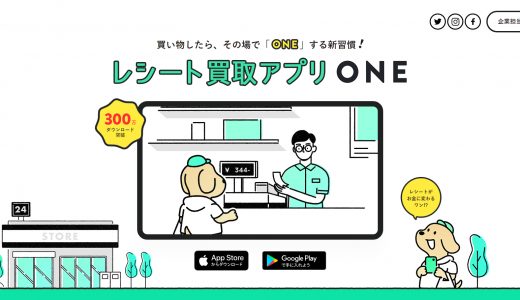 企業担当
買い物したら、その場で「ONE」する新習慣！
レシート買取アプリ ONE
300万
ダウンロード
突破
¥ 344-
レシートが
お金に変わる
ワン!?
24
STORE
App Store
からダウンロード
Google Play
で手に入れよう